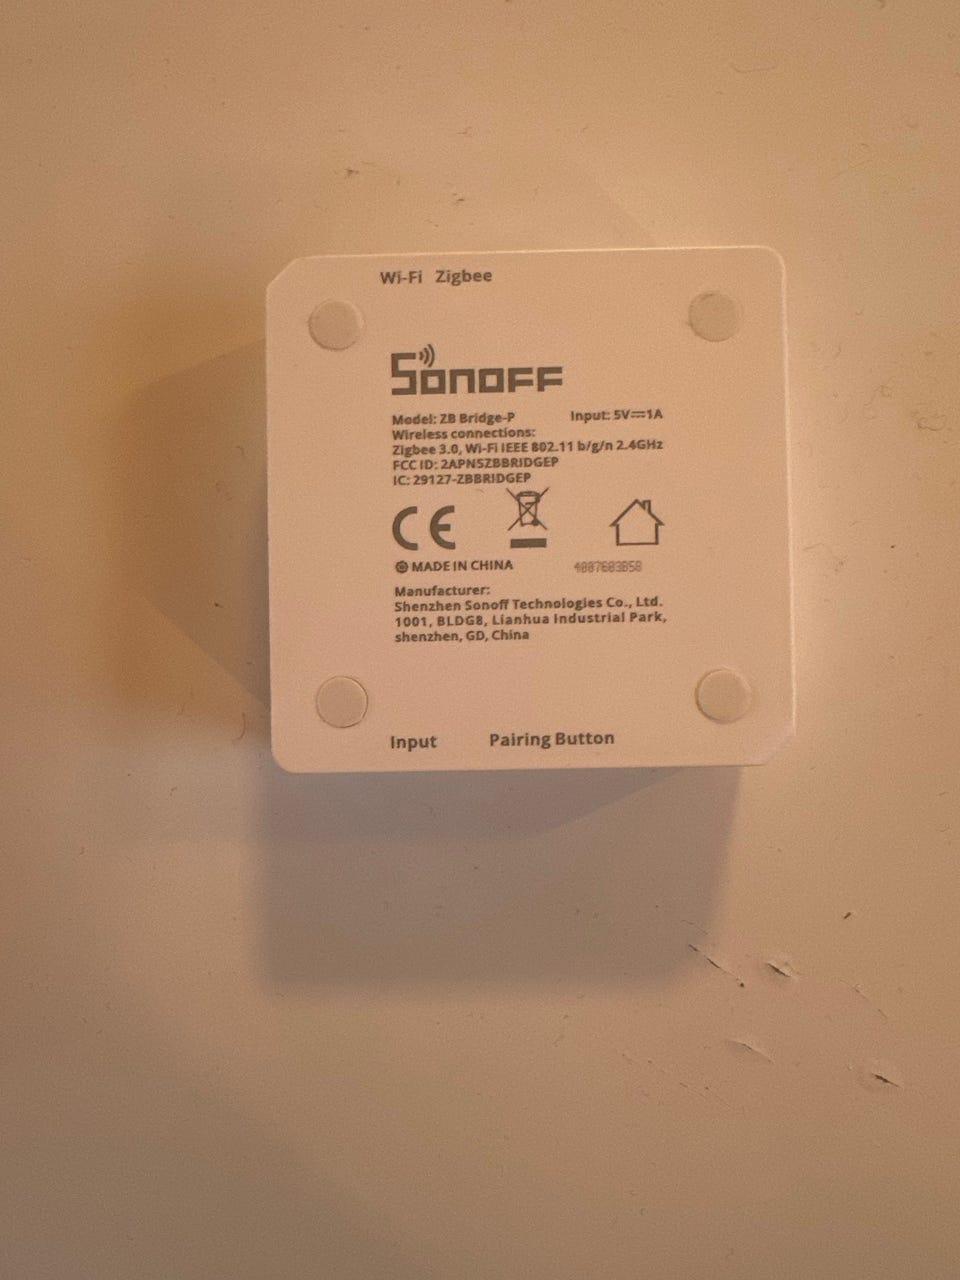 Wi-Fi Zigbee
SONOFF
Model: ZB Bridge-P Input: 5V⎓1A
Wireless connections:
Zigbee 3.0, Wi-Fi IEEE 802.11 b/g/n 2.4GHz
FCC ID: 2APN5ZBBRIDGEP
IC: 29127-ZBBRIDGEP
CE
MADE IN CHINA
Manufacturer:
Shenzhen Sonoff Technologies Co., Ltd.
1001, BLDG8, Lianhua Industrial Park,
shenzhen, GD, China
Input Pairing Button